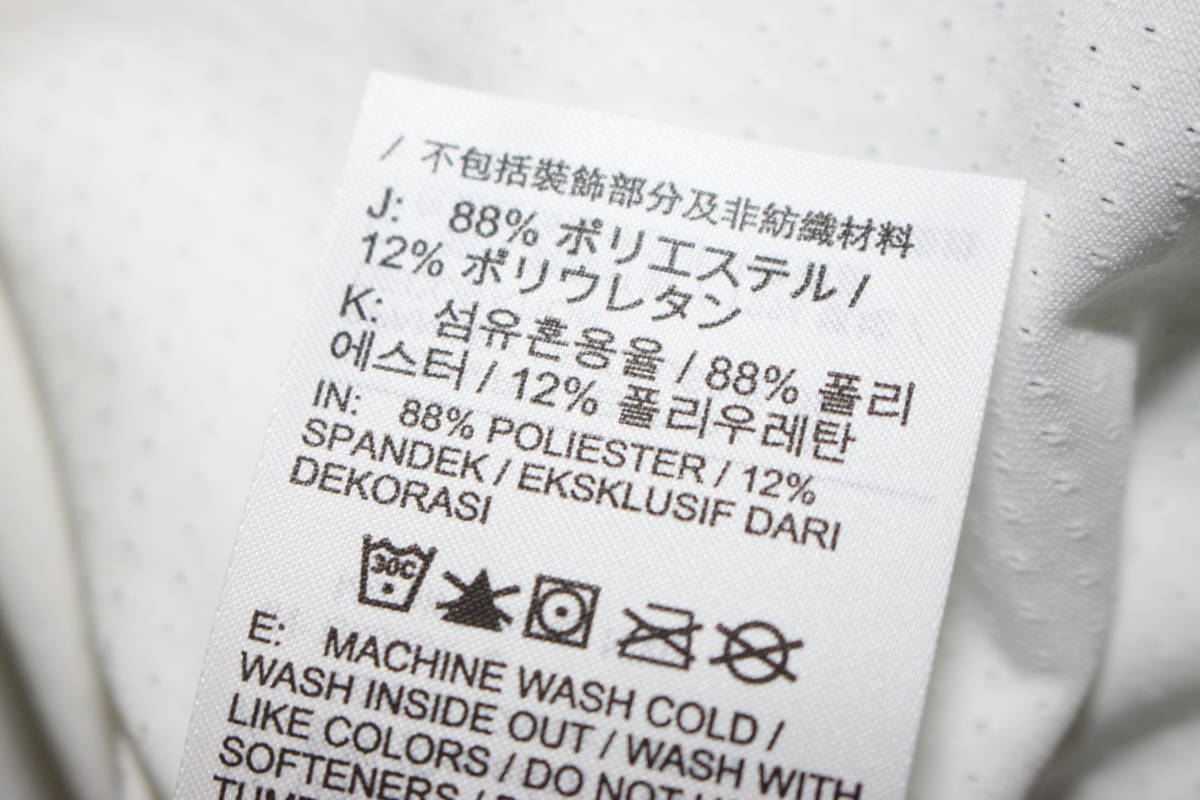 / 不包括裝飾部分及非紡織材料
J: 88% ポリエステル /
12% ポリウレタン
K: 섬유혼용율 / 88% 폴리
에스터 / 12% 폴리우레탄
IN: 88% POLIESTER / 12%
SPANDEK / EKSKLUSIF DARI
DEKORASI
30C
E: MACHINE WASH COLD /
WASH INSIDE OUT / WASH WITH
LIKE COLORS / DO NOT
SOFTENERS /